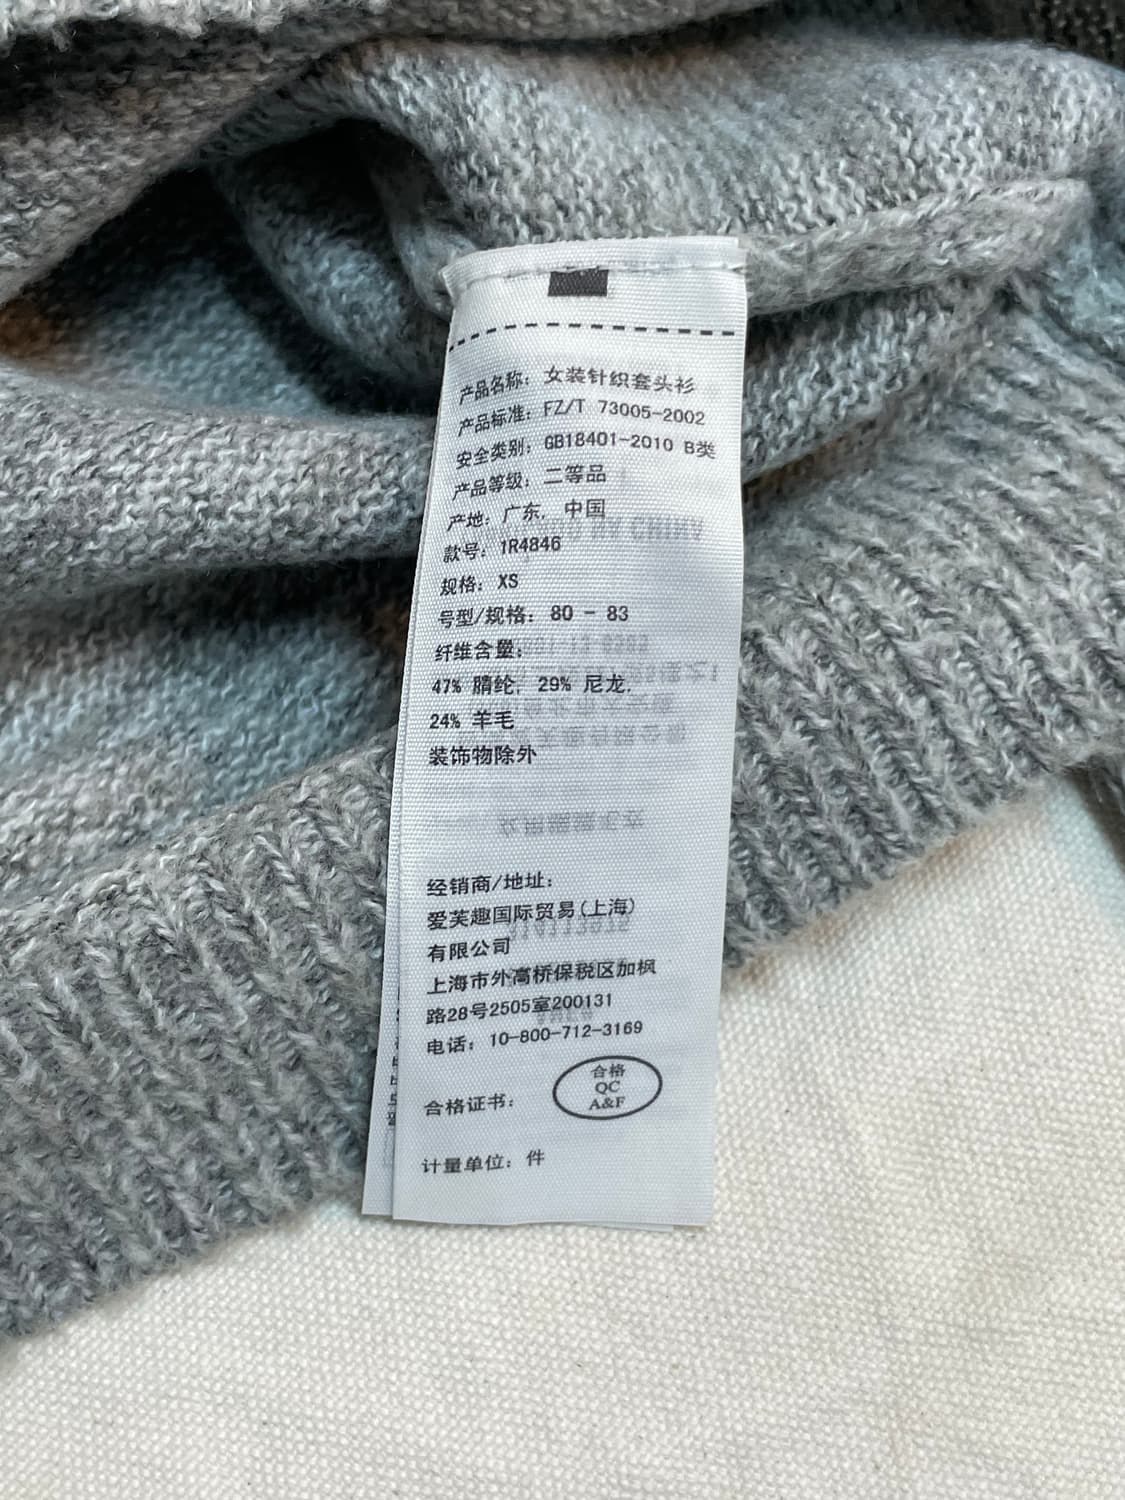 产品名称：女装针织套头衫
产品标准：FZ/T 73005-2002
安全类别：GB18401-2010 B类
产品等级：二等品
产地：广东，中国
款号：1R4846
规格：XS
号型/规格：80 - 83
纤维含量：
47% 腈纶，29% 尼龙，
24% 羊毛
装饰物除外
经销商/地址：
爱芙趣国际贸易(上海)
有限公司
上海市外高桥保税区加枫
路28号2505室200131
电话：10-800-712-3169
合格证书：
合格
QC
A&F
计量单位：件